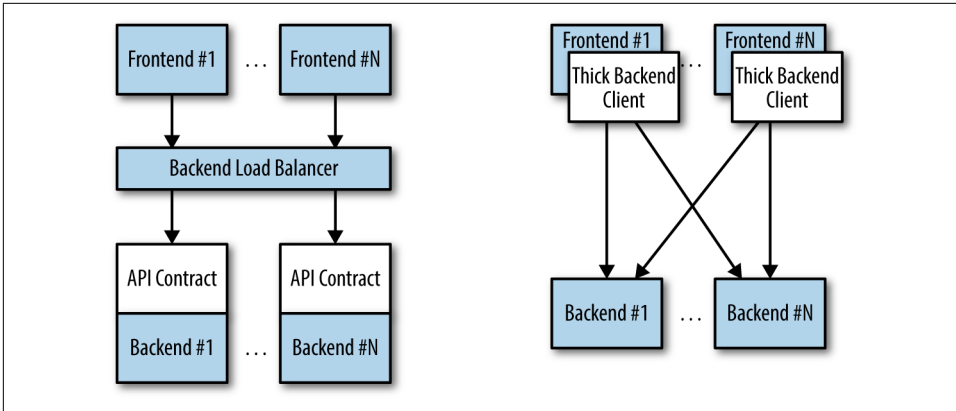 Frontend #1
...
Frontend #N
Backend Load Balancer
API Contract
API Contract
Backend #1
...
Backend #N
Frontend #1
...
Frontend #N
Thick Backend
Client
Thick Backend
Client
Backend #1
...
Backend #N